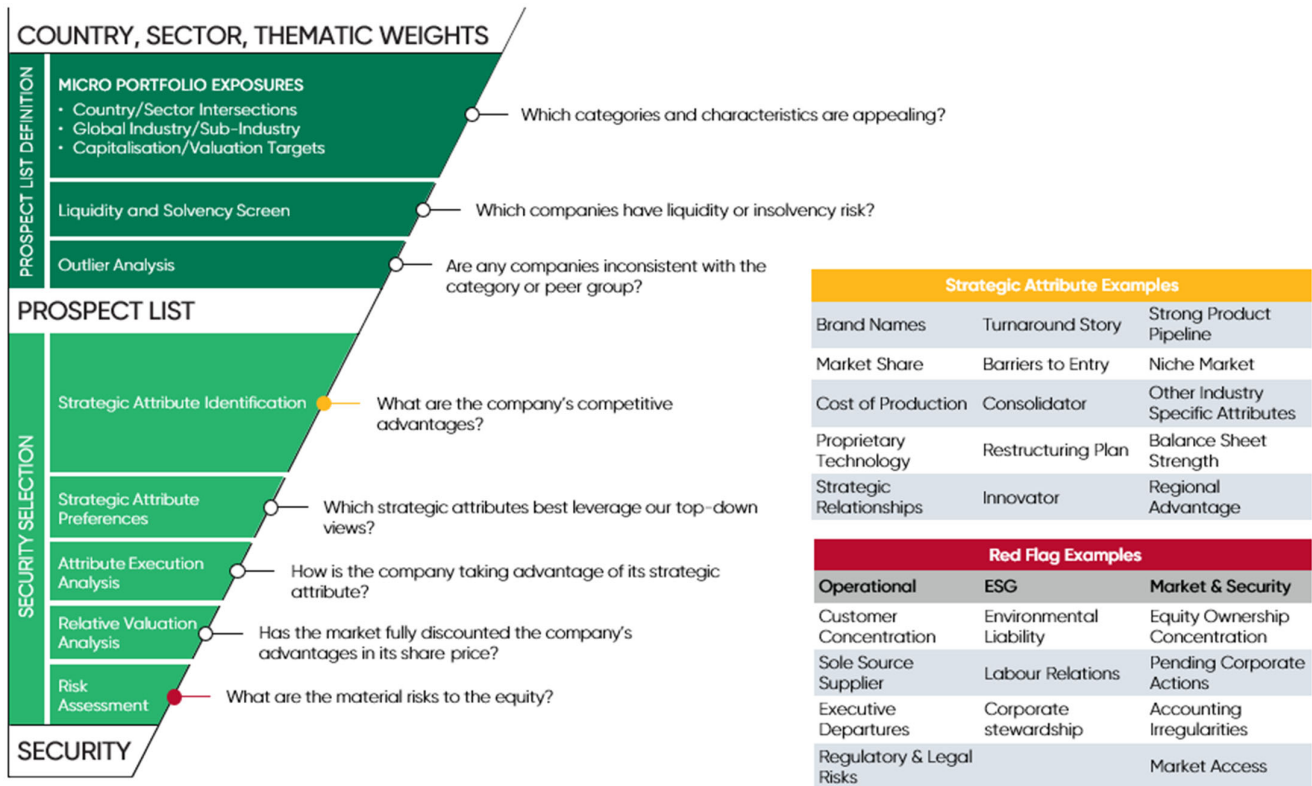 COUNTRY, SECTOR, THEMATIC WEIGHTS
PROSPECT LIST DEFINITION
MICRO PORTFOLIO EXPOSURES
• Country/Sector Intersections
• Global Industry/Sub-Industry
• Capitalisation/Valuation Targets
Which categories and characteristics are appealing?
Liquidity and Solvency Screen
Which companies have liquidity or insolvency risk?
Outlier Analysis
Are any companies inconsistent with the
category or peer group?
PROSPECT LIST
SECURITY SELECTION
Strategic Attribute Identification
What are the company's competitive
advantages?
Strategic Attribute
Preferences
Which strategic attributes best leverage our top-down
views?
Attribute Execution
Analysis
How is the company taking advantage of its strategic
attribute?
Relative Valuation
Analysis
Has the market fully discounted the company's
advantages in its share price?
Risk
Assessment
What are the material risks to the equity?
SECURITY
Strategic Attribute Examples
Brand Names
Turnaround Story
Strong Product
Pipeline
Market Share
Barriers to Entry
Niche Market
Cost of Production
Consolidator
Other Industry
Specific Attributes
Proprietary
Technology
Restructuring Plan
Balance Sheet
Strength
Strategic
Relationships
Innovator
Regional
Advantage
Red Flag Examples
Operational
ESG
Market & Security
Customer
Concentration
Environmental
Liability
Equity Ownership
Concentration
Sole Source
Supplier
Labour Relations
Pending Corporate
Actions
Executive
Departures
Corporate
stewardship
Accounting
Irregularities
Regulatory & Legal
Risks
Market Access